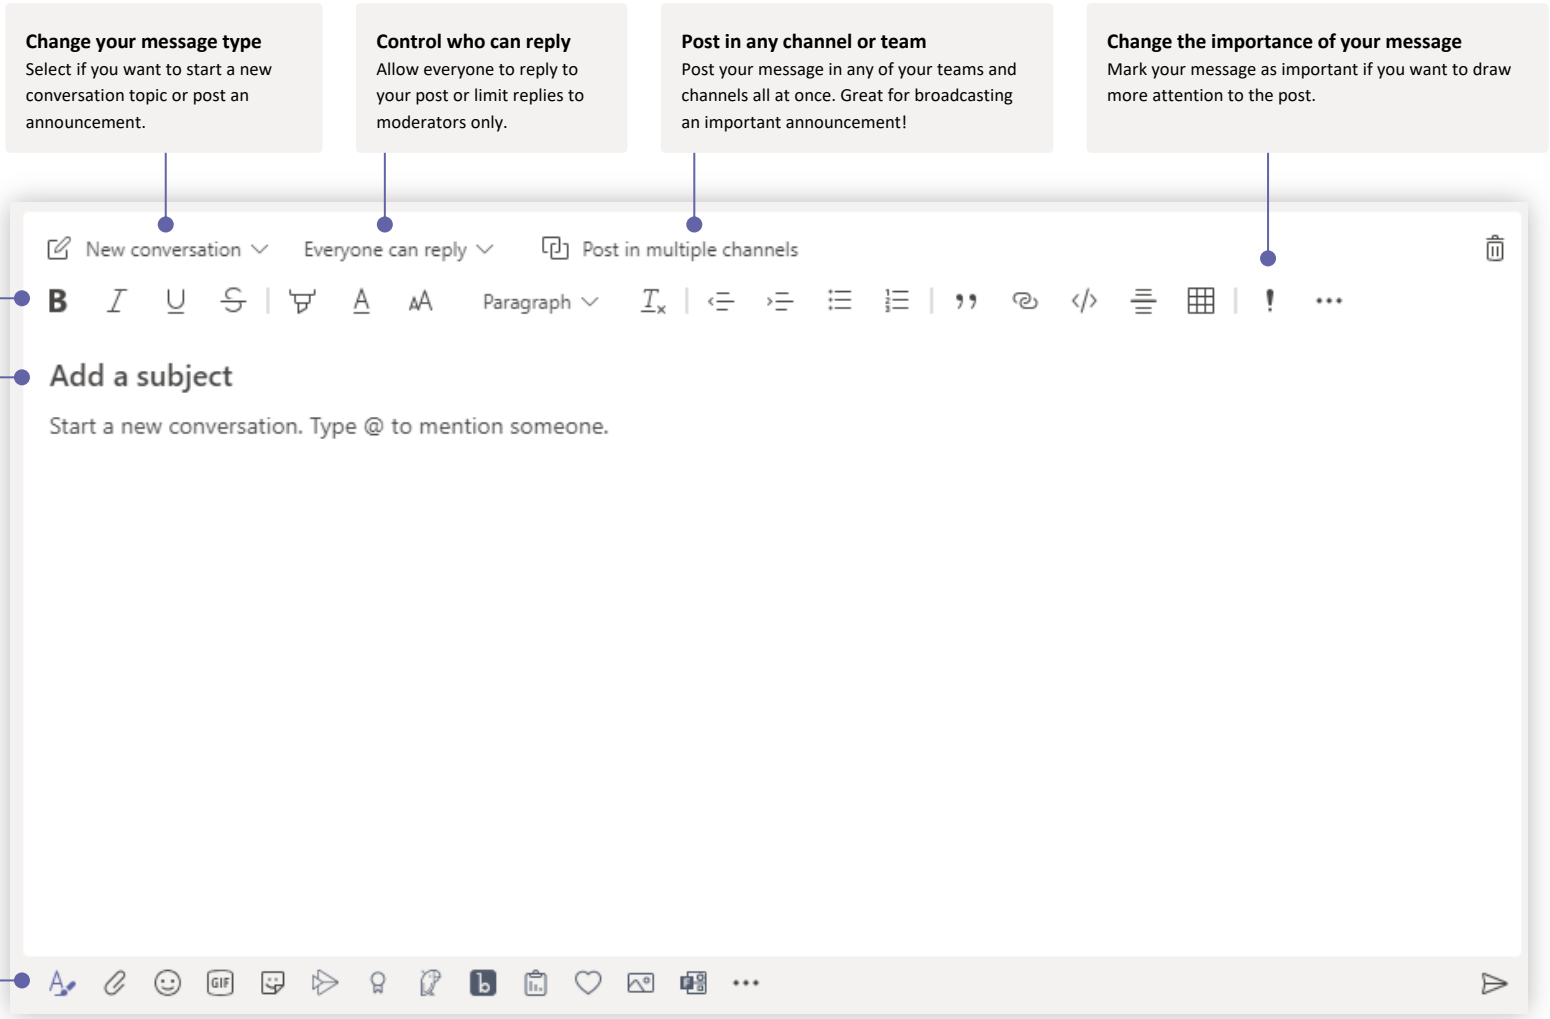 Change your message type
Select if you want to start a new
conversation topic or post an
announcement.
Control who can reply
Allow everyone to reply to
your post or limit replies to
moderators only.
Post in any channel or team
Post your message in any of your teams and
channels all at once. Great for broadcasting
an important announcement!
Change the importance of your message
Mark your message as important if you want to draw
more attention to the post.
New conversation
Everyone can reply
Post in multiple channels
B I U S A AA Paragraph Tx </> ! ...
Add a subject
Start a new conversation. Type @ to mention someone.
A GIF b ...